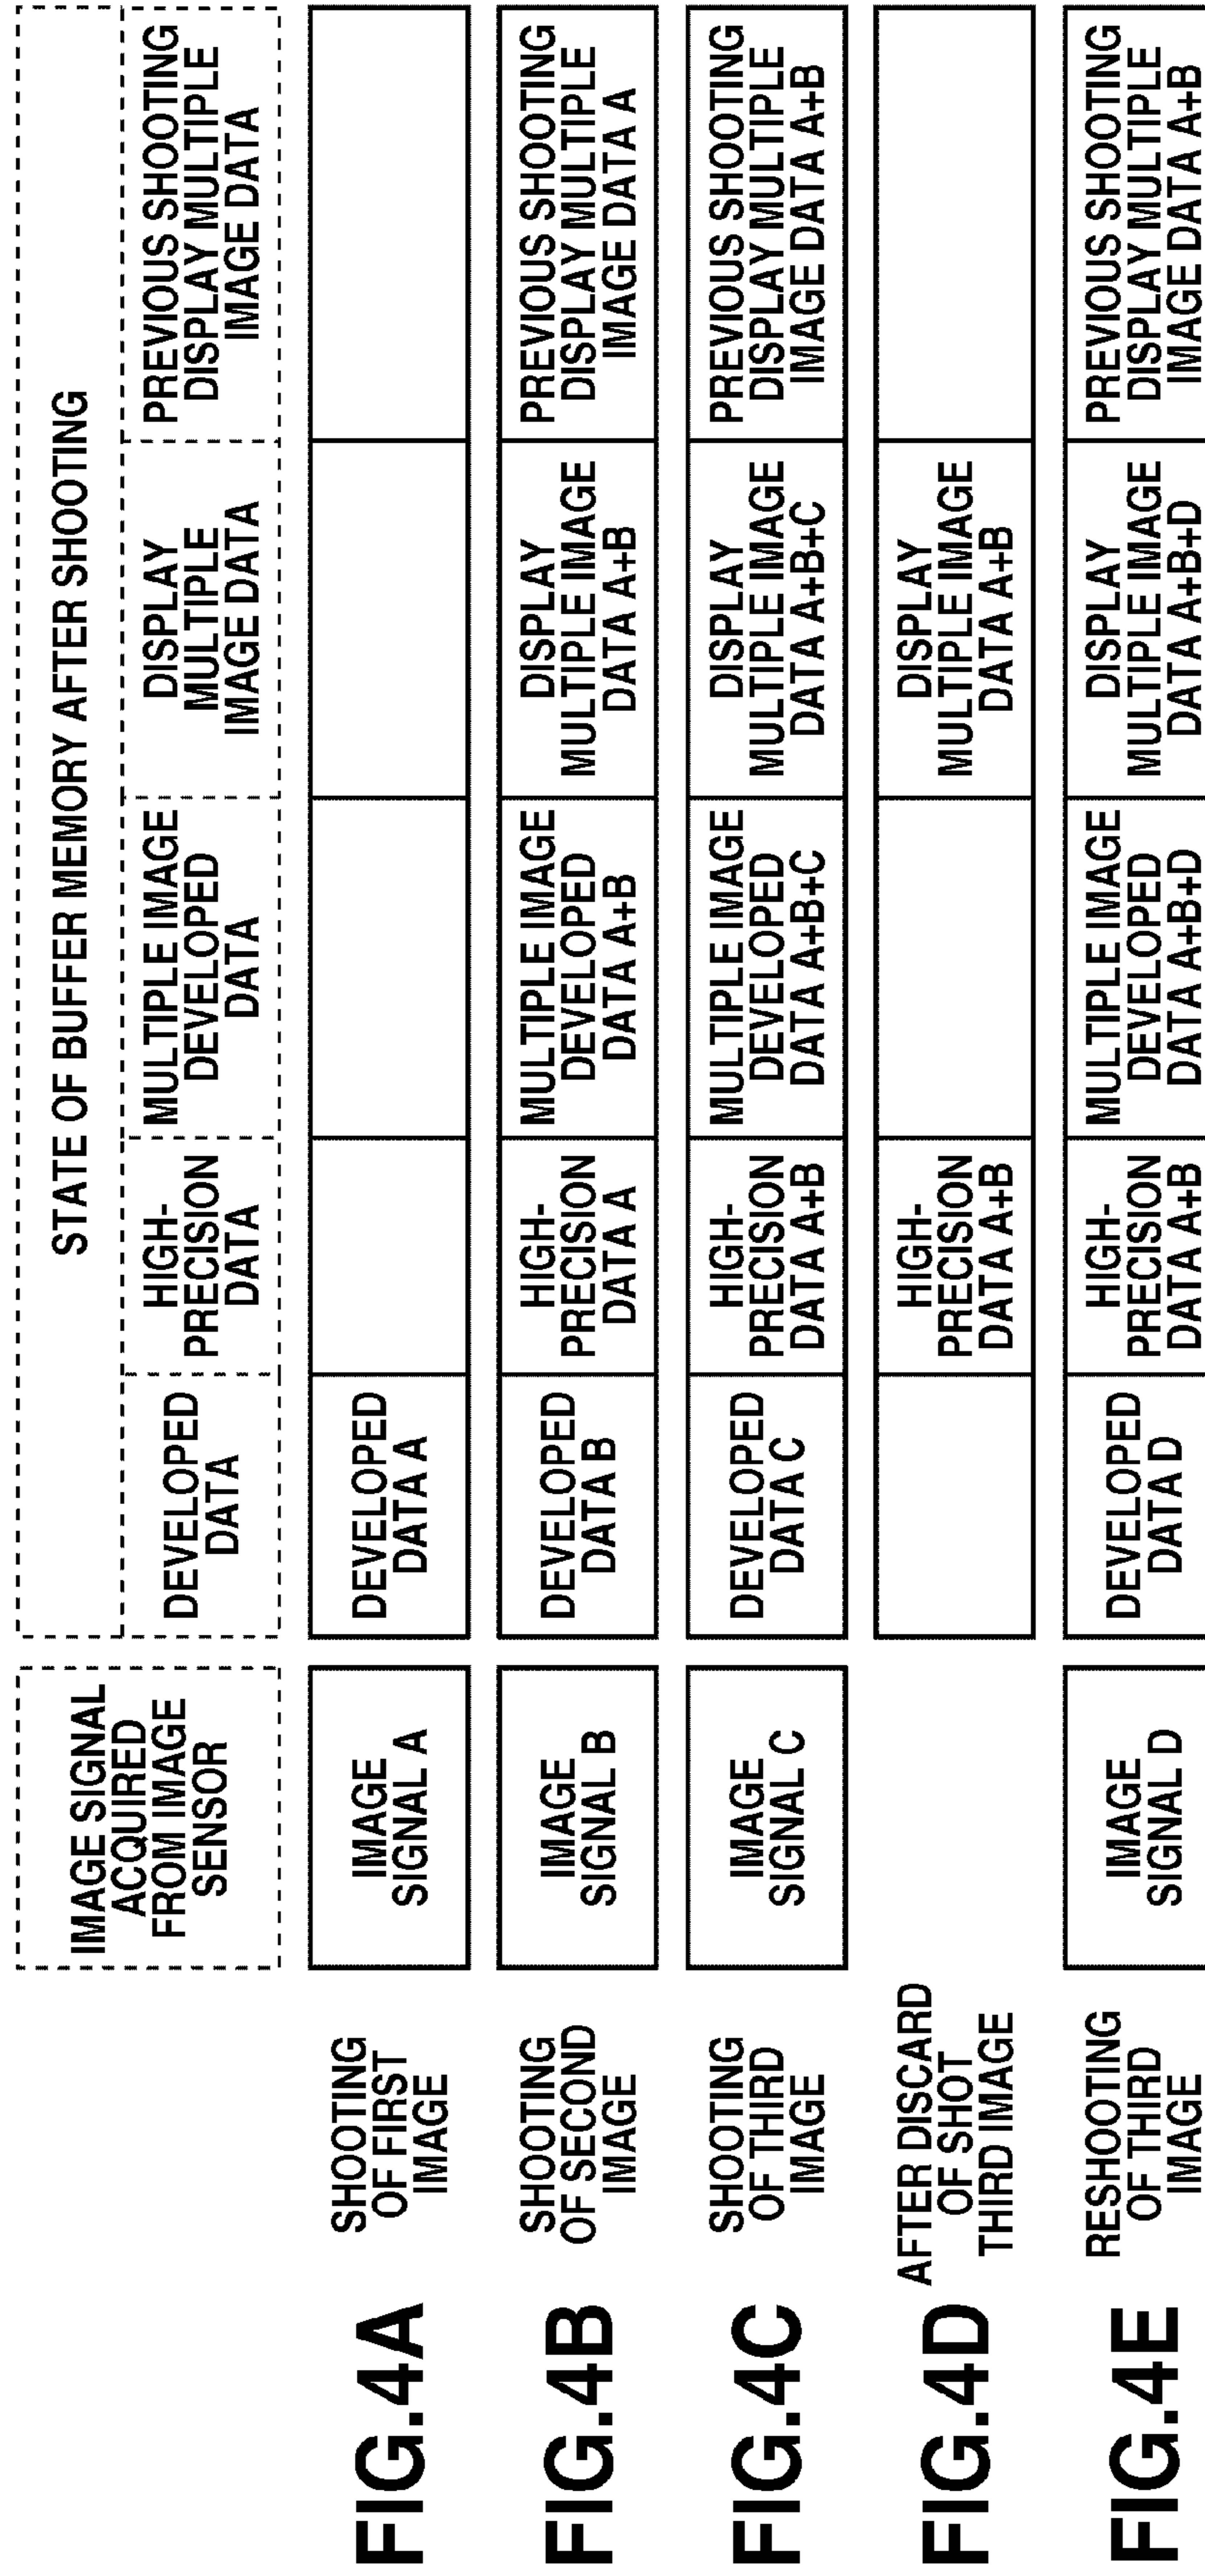 IMAGE SIGNAL
ACQUIRED
FROM IMAGE
SENSOR
STATE OF BUFFER MEMORY AFTER SHOOTING
DEVELOPED
DATA
HIGH-
PRECISION
DATA
MULTIPLE IMAGE
DEVELOPED
DATA
DISPLAY
MULTIPLE
IMAGE DATA
PREVIOUS SHOOTING
DISPLAY MULTIPLE
IMAGE DATA
FIG.4A
SHOOTING
OF FIRST
IMAGE
IMAGE
SIGNAL A
DEVELOPED
DATA A
FIG.4B
SHOOTING
OF SECOND
IMAGE
IMAGE
SIGNAL B
DEVELOPED
DATA B
HIGH-
PRECISION
DATA A
MULTIPLE IMAGE
DEVELOPED
DATA A+B
DISPLAY
MULTIPLE IMAGE
DATA A+B
PREVIOUS SHOOTING
DISPLAY MULTIPLE
IMAGE DATA A
FIG.4C
SHOOTING
OF THIRD
IMAGE
IMAGE
SIGNAL C
DEVELOPED
DATA C
HIGH-
PRECISION
DATA A+B
MULTIPLE IMAGE
DEVELOPED
DATA A+B+C
DISPLAY
MULTIPLE IMAGE
DATA A+B+C
PREVIOUS SHOOTING
DISPLAY MULTIPLE
IMAGE DATA A+B
FIG.4D
AFTER DISCARD
OF SHOT
THIRD IMAGE
HIGH-
PRECISION
DATA A+B
DISPLAY
MULTIPLE IMAGE
DATA A+B
FIG.4E
RESHOOTING
OF THIRD
IMAGE
IMAGE
SIGNAL D
DEVELOPED
DATA D
HIGH-
PRECISION
DATA A+B
MULTIPLE IMAGE
DEVELOPED
DATA A+B+D
DISPLAY
MULTIPLE IMAGE
DATA A+B+D
PREVIOUS SHOOTING
DISPLAY MULTIPLE
IMAGE DATA A+B